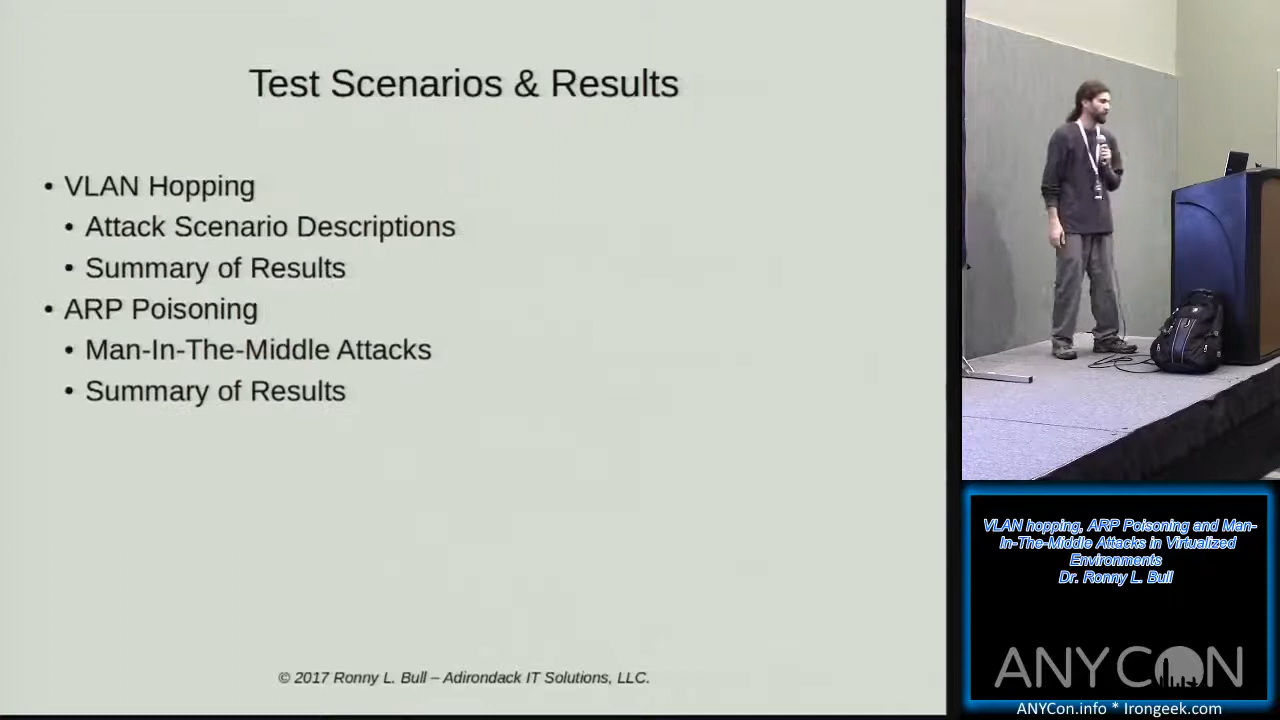 Test Scenarios & Results
• VLAN Hopping
• Attack Scenario Descriptions
• Summary of Results
• ARP Poisoning
• Man-In-The-Middle Attacks
• Summary of Results
© 2017 Ronny L. Bull – Adirondack IT Solutions, LLC.
VLAN hopping, ARP Poisoning and Man-
In-The-Middle Attacks in Virtualized
Environments
Dr. Ronny L. Bull
ANYCON
ANYCon.info * Irongeek.com